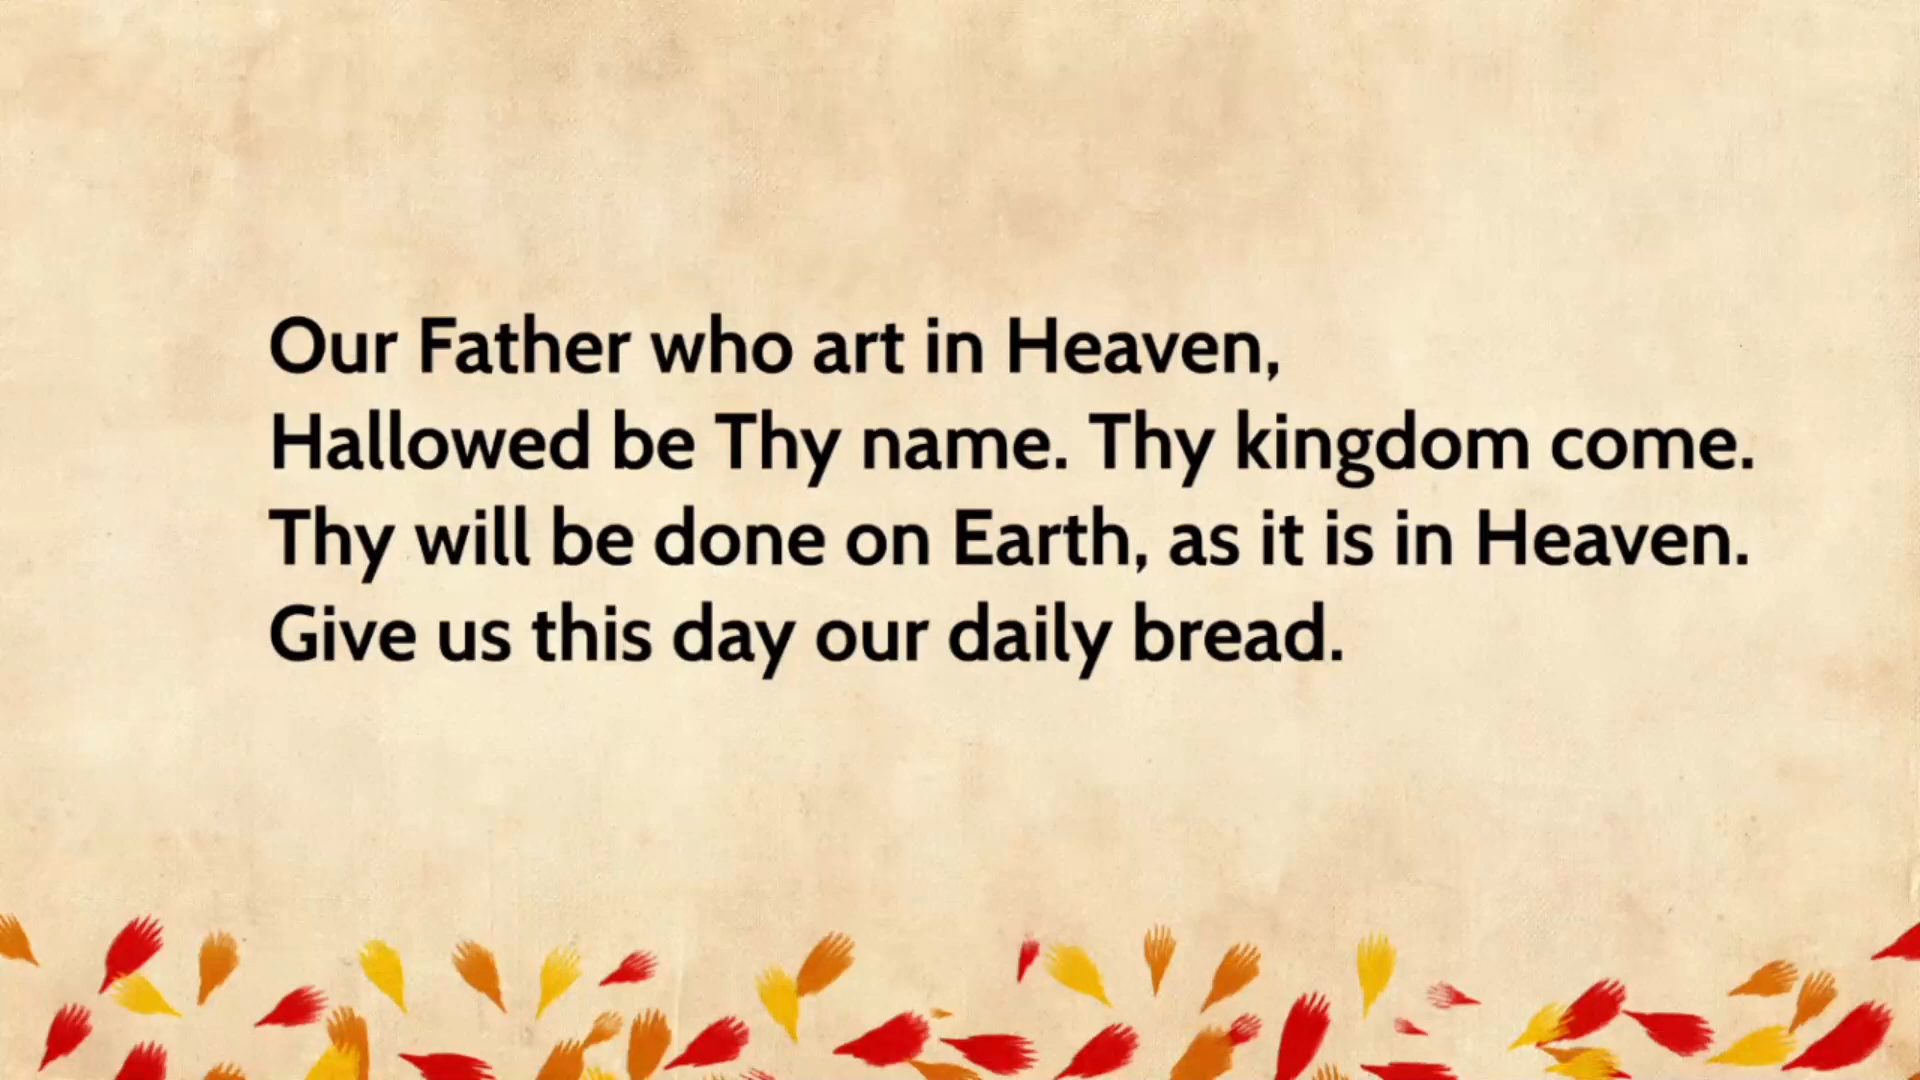 Our Father who art in Heaven,
Hallowed be Thy name. Thy kingdom come.
Thy will be done on Earth, as it is in Heaven.
Give us this day our daily bread.